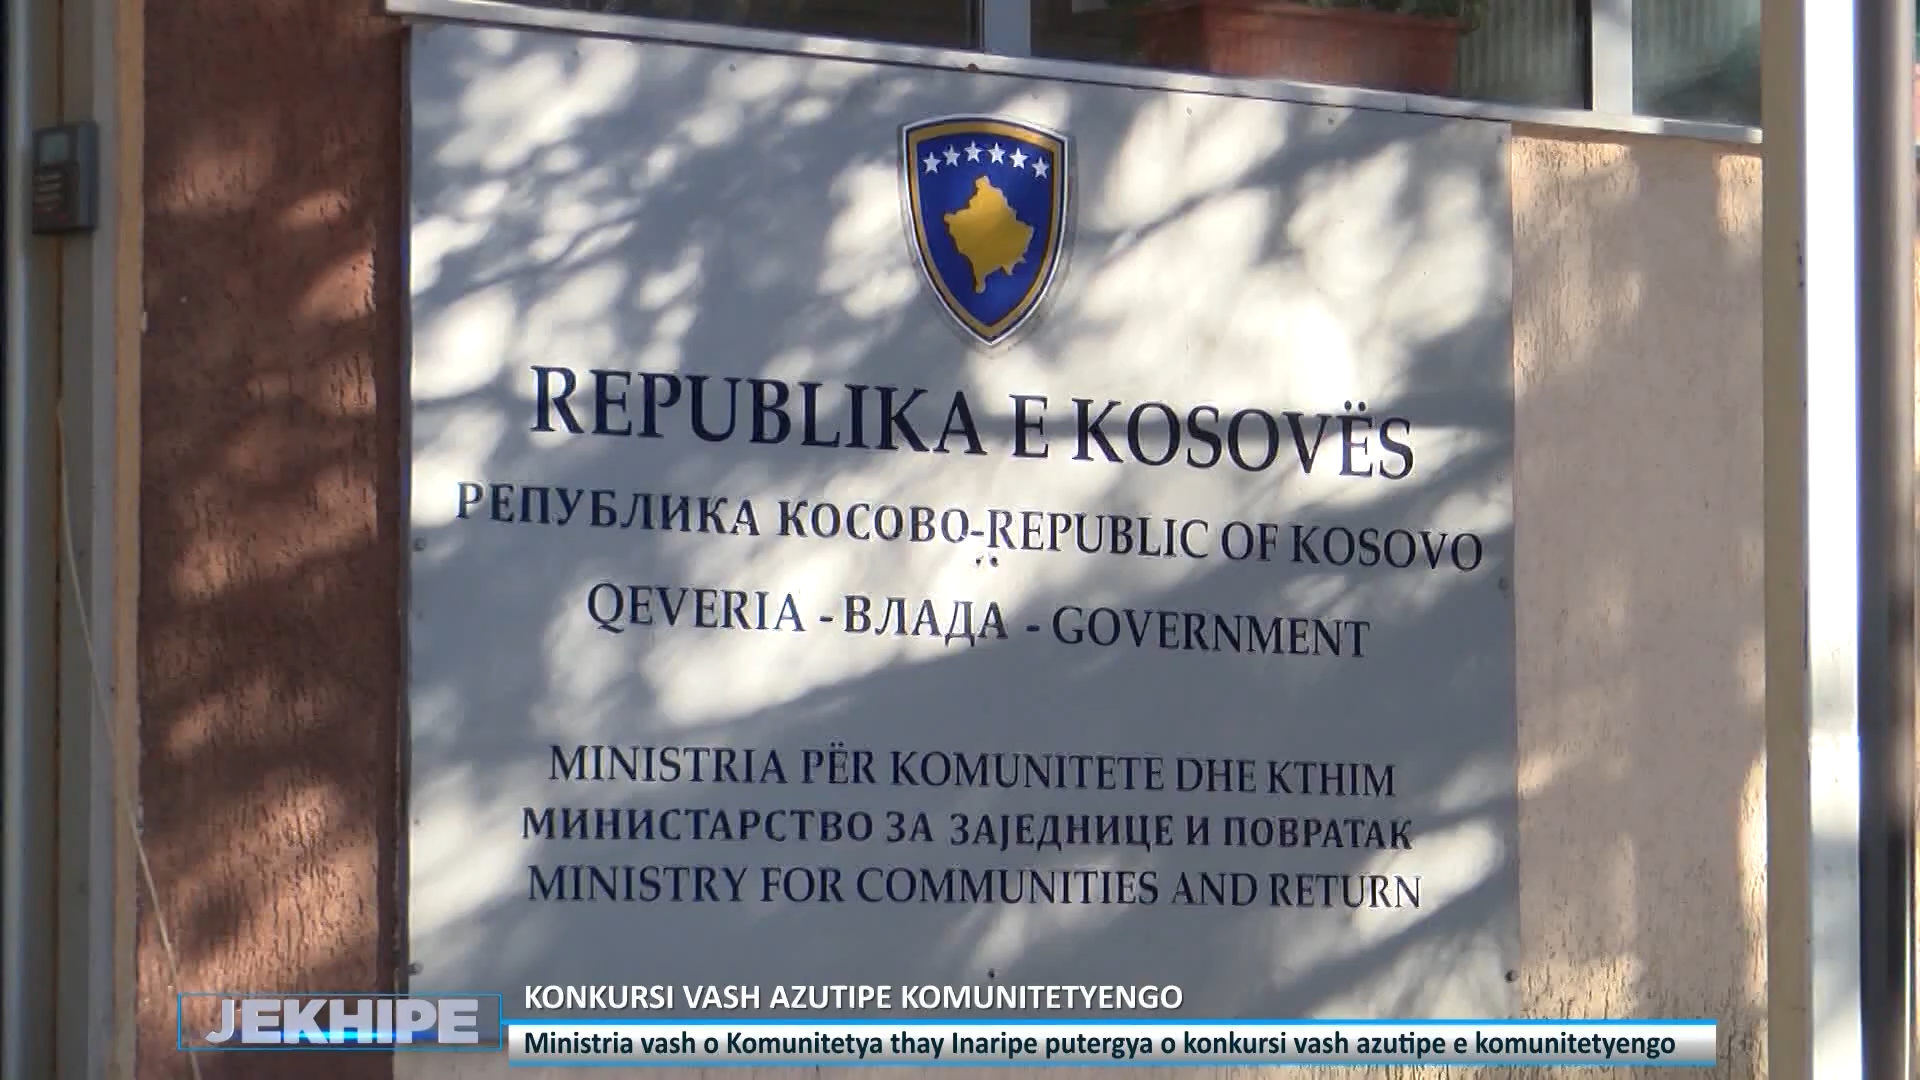 REPUBLIKA E KOSOVËS
РЕПУБЛИКА КОСОВО-REPUBLIC OF KOSOVO
QEVERIA - ВЛАДА - GOVERNMENT
MINISTRIA PËR KOMUNITETE DHE KTHIM
МИНИСТАРСТВО ЗА ЗАЈЕДНИЦЕ И ПОВРАТАК
MINISTRY FOR COMMUNITIES AND RETURN
JEKHIPE
KONKURSI VASH AZUTIPE KOMUNITETYENGO
Ministria vash o Komunitetya thay Inaripe putergya o konkursi vash azutipe e komunitetyengo